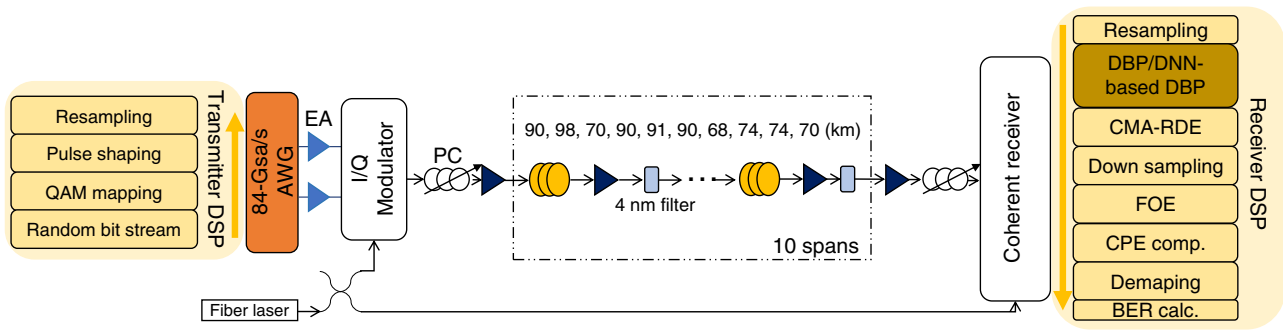 Resampling
Pulse shaping
QAM mapping
Random bit stream
Transmitter DSP
84-Gsa/s
AWG
EA
I/Q
Modulator
PC
Fiber laser
90, 98, 70, 90, 91, 90, 68, 74, 74, 70 (km)
4 nm filter
10 spans
Coherent receiver
Resampling
DBP/DNN-
based DBP
CMA-RDE
Down sampling
FOE
CPE comp.
Demaping
BER calc.
Receiver DSP